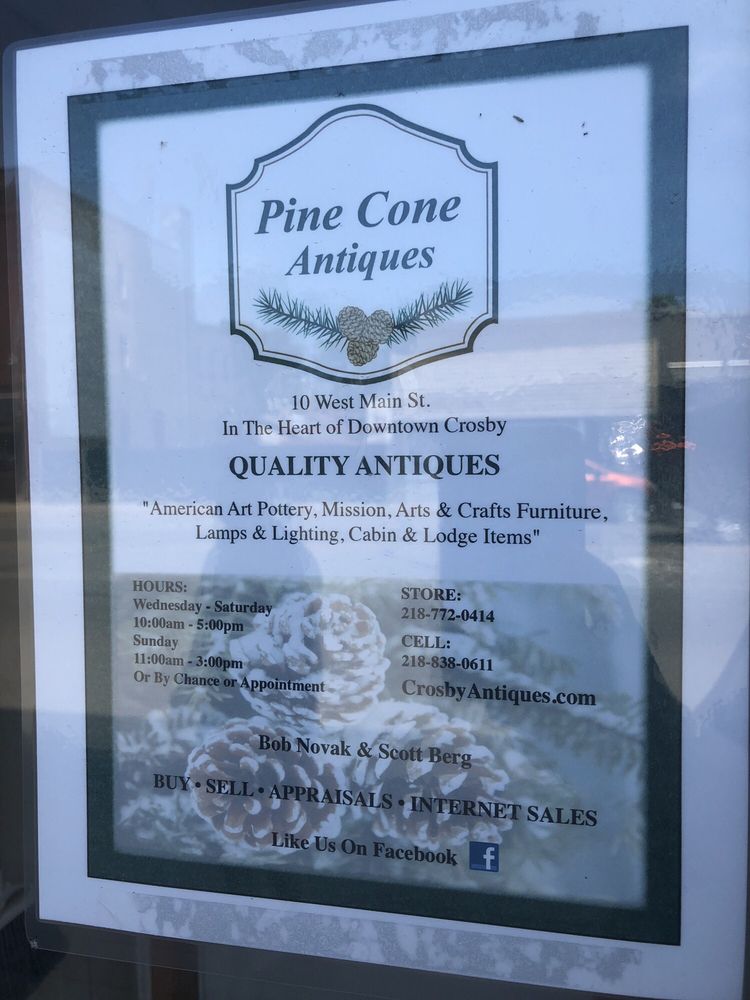 Pine Cone
Antiques
10 West Main St.
In The Heart of Downtown Crosby
QUALITY ANTIQUES
"American Art Pottery, Mission, Arts & Crafts Furniture,
Lamps & Lighting, Cabin & Lodge Items"
HOURS:
Wednesday - Saturday
10:00am - 5:00pm
Sunday
11:00am - 3:00pm
Or By Chance or Appointment
STORE:
218-772-0414
CELL:
218-838-0611
CrosbyAntiques.com
Bob Novak & Scott Berg
BUY • SELL • APPRAISALS • INTERNET SALES
Like Us On Facebook f